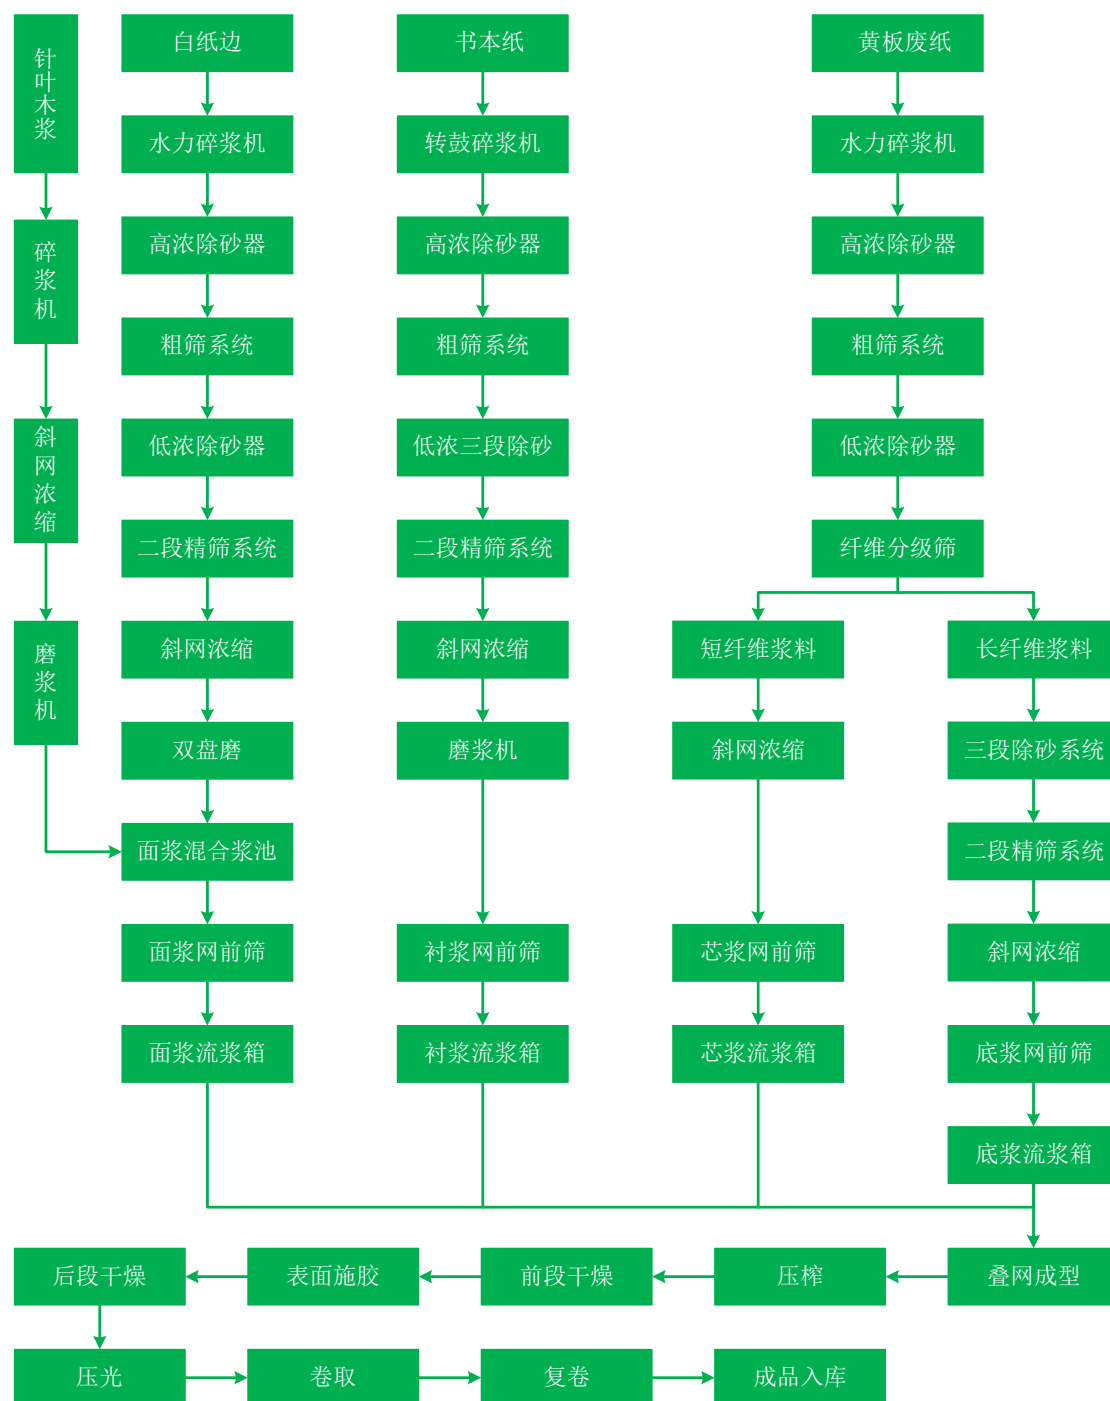 针叶木浆
碎浆机
斜网浓缩
磨浆机
白纸边
水力碎浆机
高浓除砂器
粗筛系统
低浓除砂器
二段精筛系统
斜网浓缩
双盘磨
面浆混合浆池
面浆网前筛
面浆流浆箱
书本纸
转鼓碎浆机
高浓除砂器
粗筛系统
低浓三段除砂
二段精筛系统
斜网浓缩
磨浆机
衬浆网前筛
衬浆流浆箱
黄板废纸
水力碎浆机
高浓除砂器
粗筛系统
低浓除砂器
纤维分级筛
短纤维浆料
斜网浓缩
芯浆网前筛
芯浆流浆箱
长纤维浆料
三段除砂系统
二段精筛系统
斜网浓缩
底浆网前筛
底浆流浆箱
叠网成型
压榨
前段干燥
表面施胶
后段干燥
压光
卷取
复卷
成品入库